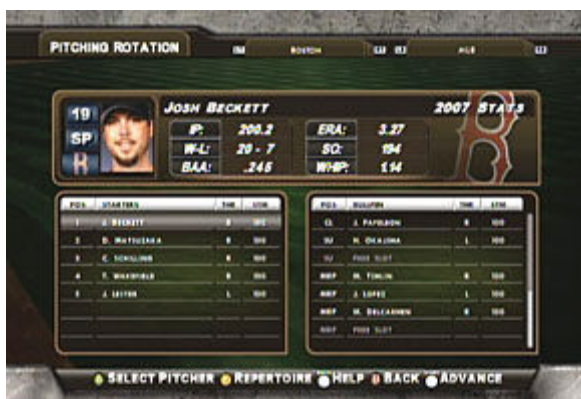 PITCHING ROTATION
BOSTON
MLB
19
SP
JOSH BECKETT
2007 STATS
IP: 200.2 ERA: 3.27
W-L: 20 - 7 SO: 194
BAA: .245 WHIP: 1.14
POS STARTERS THR STM
1 J. BECKETT R 100
2 D. MATSUZAKA R 100
3 C. SCHILLING R 100
4 T. WAKEFIELD R 100
5 J. LESTER L 100
POS BULLPEN THR STM
CL J. PAPELBON R 100
SU H. OKAJIMA L 100
SU FREE SLOT
MRP M. TIMLIN R 100
MRP J. LOPEZ L 100
MRP M. DELCARMEN R 100
MRP FREE SLOT
SELECT PITCHER REPERTOIRE HELP BACK ADVANCE